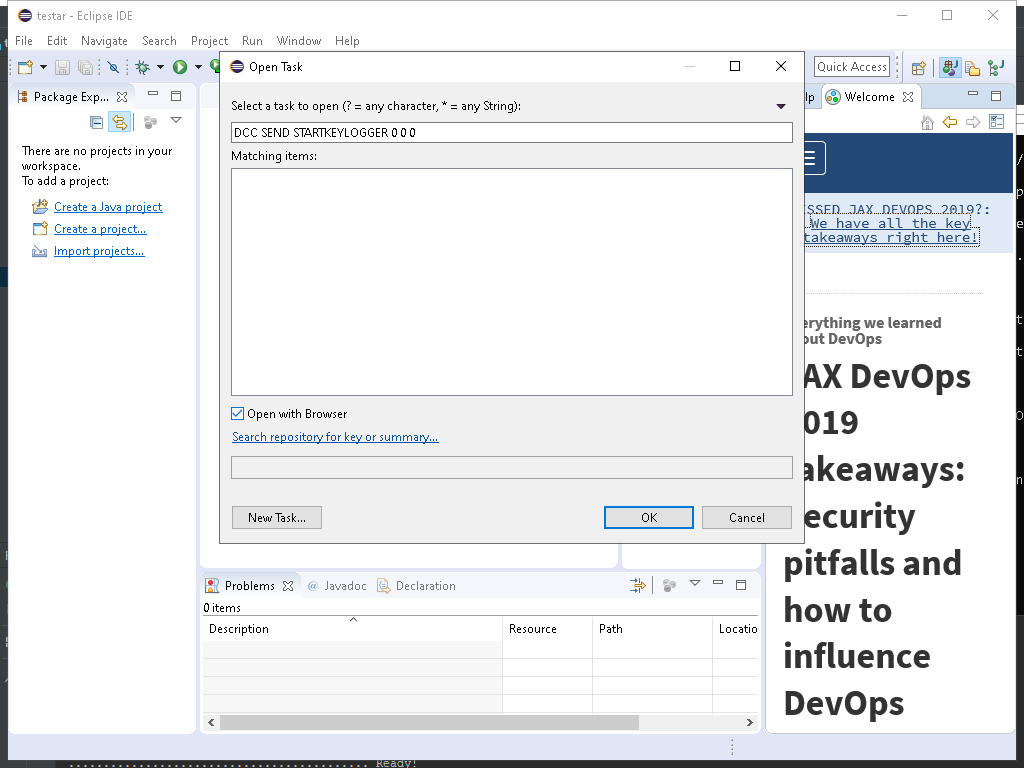 testar - Eclipse IDE
File Edit Navigate Search Project Run Window Help
Open Task
Quick Access
Package Exp...
Select a task to open (? = any character, * = any String):
DCC SEND STARTKEYLOGGER 0 0 0
Matching items:
There are no projects in your
workspace.
To add a project:
Create a Java project
Create a project...
Import projects...
Open with Browser
Search repository for key or summary...
New Task...
OK
Cancel
lp
Welcome
SSED JAX DEVOPS 2019?:
We have all the key
takeaways right here!
erything we learned
out DevOps
AX DevOps
019
akeaways:
ecurity
pitfalls and
how to
influence
DevOps
Problems Javadoc Declaration
0 items
Description Resource Path Locatio
Ready!